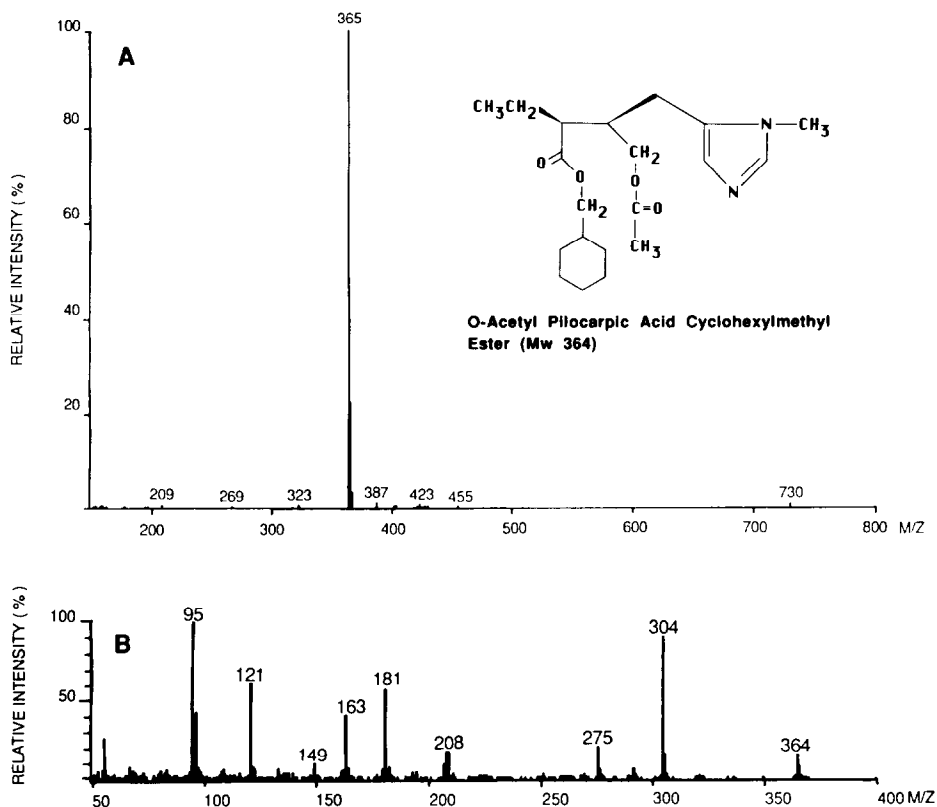 365
100
A
80
60
40
20
RELATIVE INTENSITY (%)
CH3CH2
O
O
CH2
CH2
O
C=O
CH3
N
CH3
N
O-Acetyl Pilocarpic Acid Cyclohexylmethyl
Ester (Mw 364)
209 269 323 387 423 455 730
200 300 400 500 600 700 800 M/Z
RELATIVE INTENSITY (%)
100
50
0
B
95
121
149
163
181
208
275
304
364
50 100 150 200 250 300 350 400 M/Z